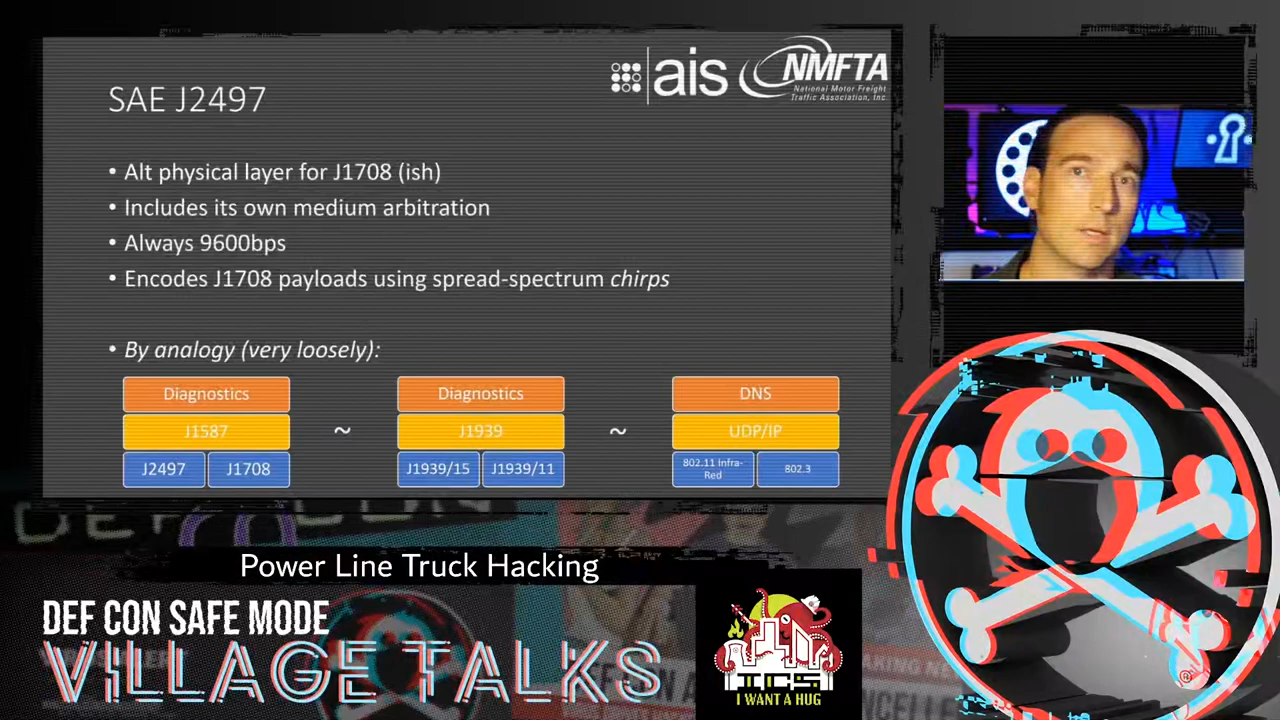 ais
NMFTA
National Motor Freight
Traffic Association, Inc.
SAE J2497
• Alt physical layer for J1708 (ish)
• Includes its own medium arbitration
• Always 9600bps
• Encodes J1708 payloads using spread-spectrum chirps
• By analogy (very loosely):
Diagnostics
J1587
J2497
J1708
~
Diagnostics
J1939
J1939/15
J1939/11
~
DNS
UDP/IP
802.11 Infra-
Red
802.3
Power Line Truck Hacking
DEF CON SAFE MODE
VILLAGE TALKS
ICS
I WANT A HUG
DEF CON